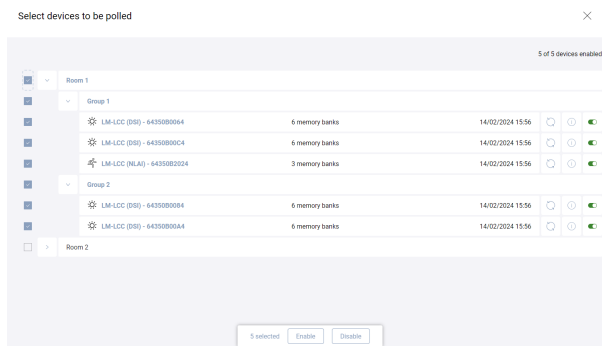 Select devices to be polled
5 of 5 devices enabled
Room 1
Group 1
LM-LCC (DSI) - 64350B0064 6 memory banks 14/02/2024 15:56
LM-LCC (DSI) - 64350B00C4 6 memory banks 14/02/2024 15:56
LM-LCC (NLAI) - 64350B2024 3 memory banks 14/02/2024 15:56
Group 2
LM-LCC (DSI) - 64350B0084 6 memory banks 14/02/2024 15:56
LM-LCC (DSI) - 64350B00A4 6 memory banks 14/02/2024 15:56
Room 2
5 selected Enable Disable